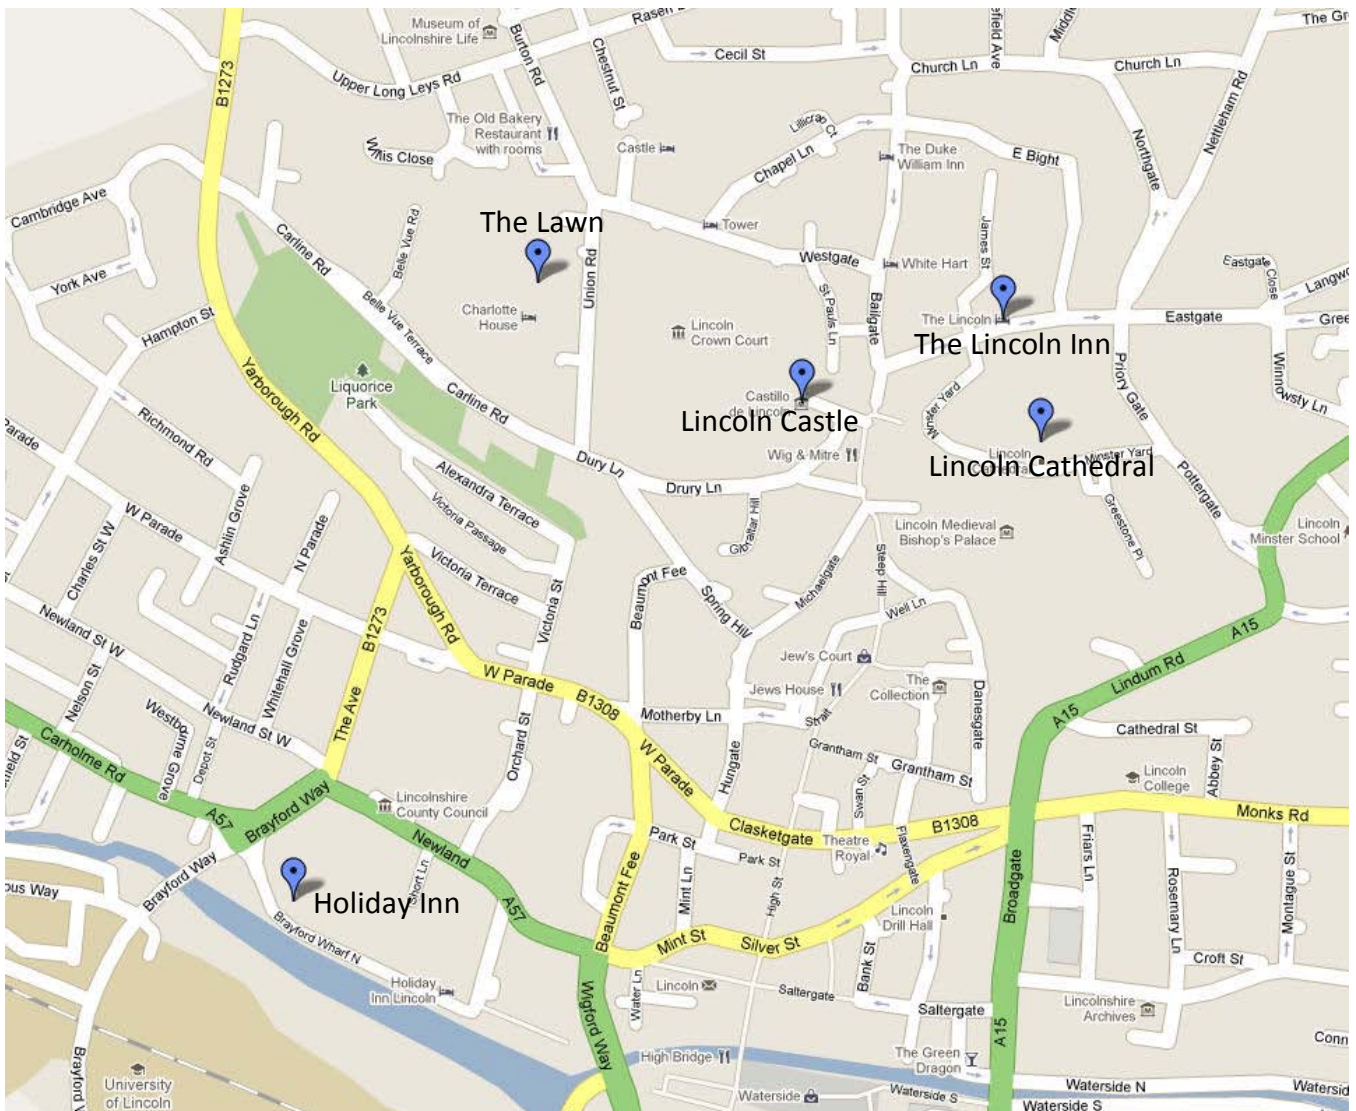 Museum of
Lincolnshire Life
Burton Rd
Chestnut St
Cecil St
Church Ln
Church Ln
The Gr
B1273
Upper Long Leys Rd
The Old Bakery
Restaurant
with rooms
Castle
Lillicrap Ct
Chapel Ln
The Duke
William Inn
E Bight
Northgate
Nettleham Rd
Willis Close
Cambridge Ave
The Lawn
Tower
Belle Vue Rd
Carline Rd
Union Rd
Westgate
White Hart
James St
Eastgate Close
Langwo
York Ave
Hampton St
Belle Vue Terrace
Charlotte
House
Lincoln
Crown Court
St Pauls Ln
Bailgate
The Lincoln
Eastgate
Gree
The Lincoln Inn
Liquorice
Park
Carline Rd
Castillo
de Lincoln
Lincoln Castle
Minster Yard
Priory Gate
Winnowsty Ln
Yarborough Rd
Richmond Rd
Parade
Wig & Mitre
Lincoln Cathedral
Minster Yard
Pottergate
Dury Ln
Drury Ln
Alexandra Terrace
Victoria Passage
Ashlin Grove
W Parade
N Parade
Charles St W
Gibraltar Hill
Lincoln Medieval
Bishop's Palace
Greestone Pl
Lincoln
Minster School
Yarborough Rd
Victoria Terrace
Victoria St
Beaumont Fee
Spring Hill
Michaelgate
Steep Hill
Well Ln
Newland St W
Rudgard Ln
Whitehall Grove
B1273
The Ave
A15
Lindum Rd
A15
Jew's Court
Jews House
The
Collection
Danesgate
Nelson St
Westbourne Grove
Newland St W
W Parade
B1308
Motherby Ln
Strait
Carholme Rd
Depot St
Orchard St
W Parade
Hungate
Grantham St
Grantham St
Cathedral St
Abbey St
Lincoln
College
A57
Brayford Way
Lincolnshire
County Council
Newland
Swan St
Clasketgate
B1308
Monks Rd
Park St
Park St
Theatre
Royal
Flaxengate
Brayford Way
Short Ln
Beaumont Fee
Mint Ln
High St
Broadgate
Friars Ln
Rosemary Ln
Montague St
Holiday Inn
A57
Lincoln
Drill Hall
Brayford Wharf N
Mint St
Silver St
Bank St
Croft St
Holiday
Inn Lincoln
Wigford Way
Water Ln
Lincoln
Saltergate
Saltergate
Lincolnshire
Archives
A15
Conn
High Bridge
The Green
Dragon
University
of Lincoln
Waterside
Waterside N
Watersid
Waterside S
Waterside S